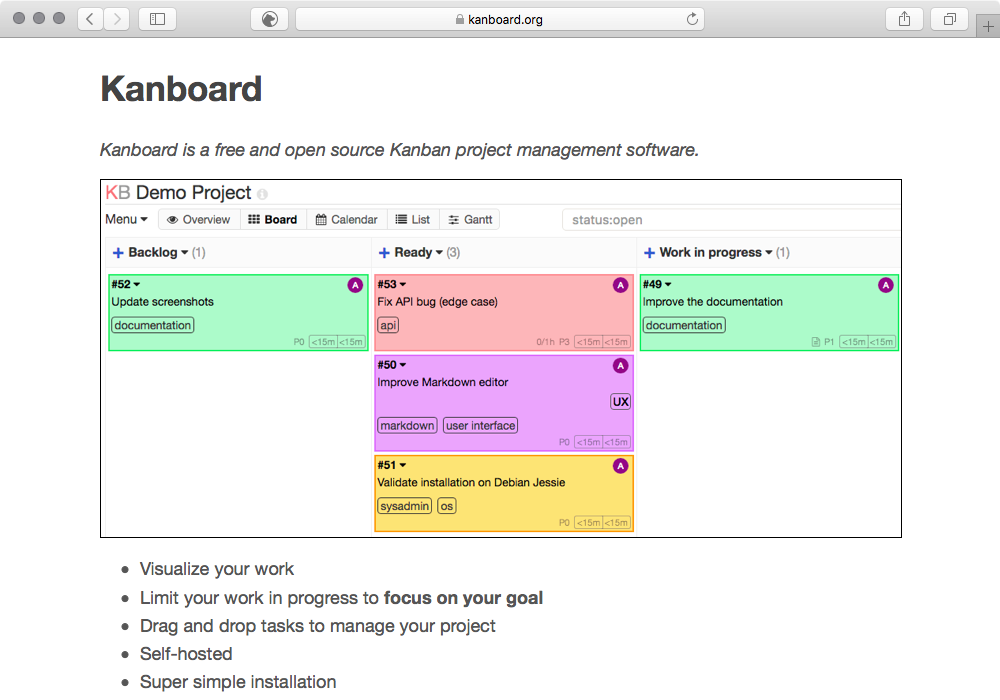 kanboard.org
Kanboard
Kanboard is a free and open source Kanban project management software.
KB Demo Project
Menu Overview Board Calendar List Gantt status:open
Backlog (1) Ready (3) Work in progress (1)
#52 A
Update screenshots
documentation
P0 <15m <15m
#53 A
Fix API bug (edge case)
api
0/1h P3 <15m <15m
#50 A
Improve Markdown editor
UX
markdown user interface
P0 <15m <15m
#51 A
Validate installation on Debian Jessie
sysadmin os
P0 <15m <15m
#49 A
Improve the documentation
documentation
P1 <15m <15m
Visualize your work
Limit your work in progress to focus on your goal
Drag and drop tasks to manage your project
Self-hosted
Super simple installation